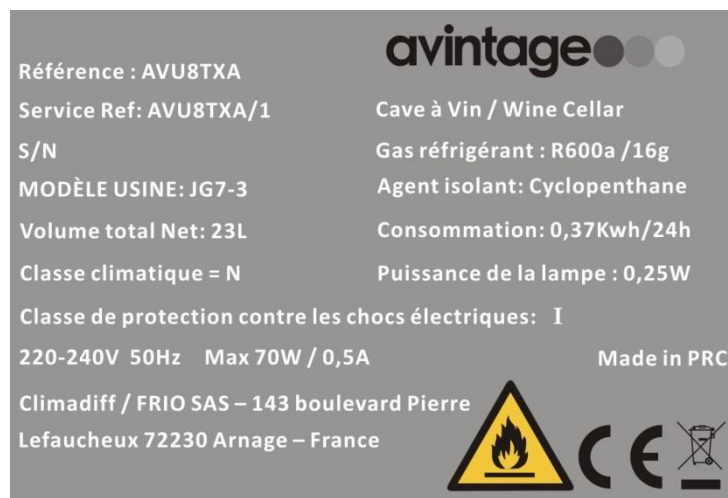 avintage
Référence : AVU8TXA
Service Ref: AVU8TXA/1
Cave à Vin / Wine Cellar
S/N
Gas réfrigérant : R600a /16g
MODÈLE USINE: JG7-3
Agent isolant: Cyclopenthane
Volume total Net: 23L
Consommation: 0,37Kwh/24h
Classe climatique = N
Puissance de la lampe : 0,25W
Classe de protection contre les chocs électriques: I
220-240V 50Hz Max 70W / 0,5A
Made in PRC
Climadiff / FRIO SAS – 143 boulevard Pierre
Lefaucheux 72230 Arnage – France
CE